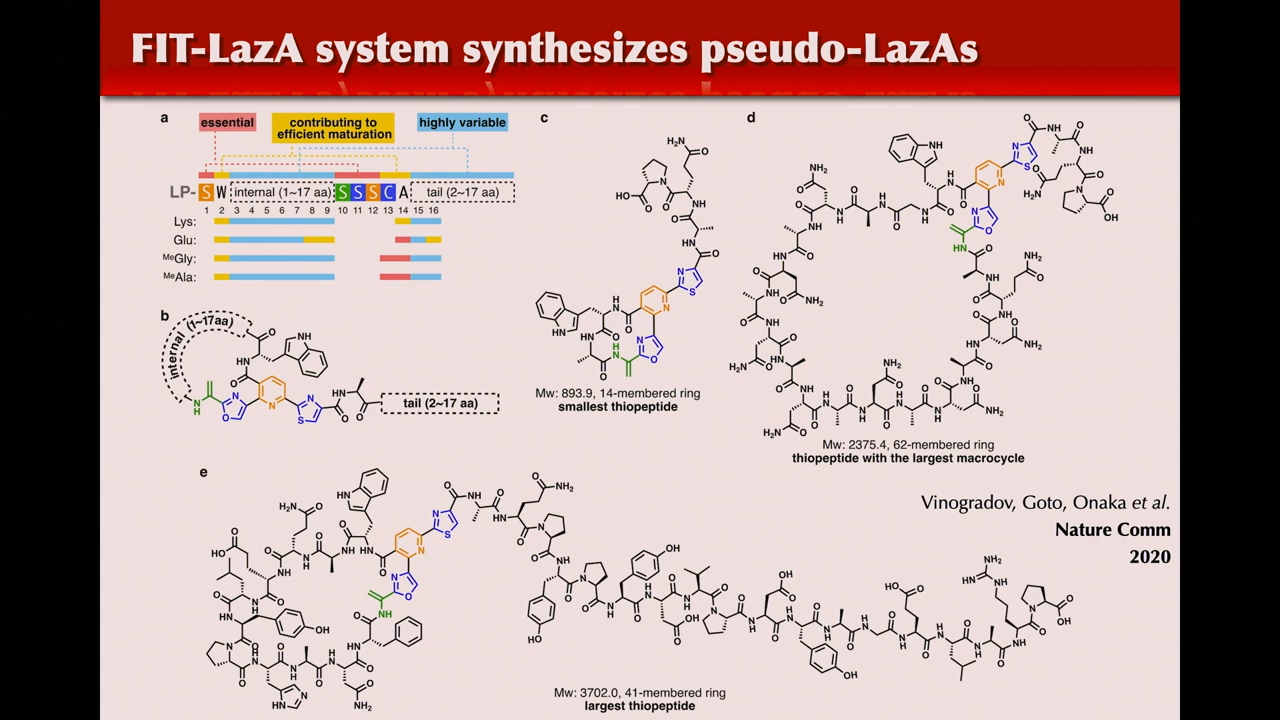 FIT-LazA system synthesizes pseudo-LazAs
a
essential
contributing to
efficient maturation
highly variable
LP- S W internal (1~17 aa) S S S C A tail (2~17 aa)
1 2 3 4 5 6 7 8 9 10 11 12 13 14 15 16
Lys:
Glu:
MeGly:
MeAla:
b
internal (1~17aa)
tail (2~17 aa)
c
Mw: 893.9, 14-membered ring
smallest thiopeptide
d
Mw: 2375.4, 62-membered ring
thiopeptide with the largest macrocycle
e
Mw: 3702.0, 41-membered ring
largest thiopeptide
Vinogradov, Goto, Onaka et al.
Nature Comm
2020